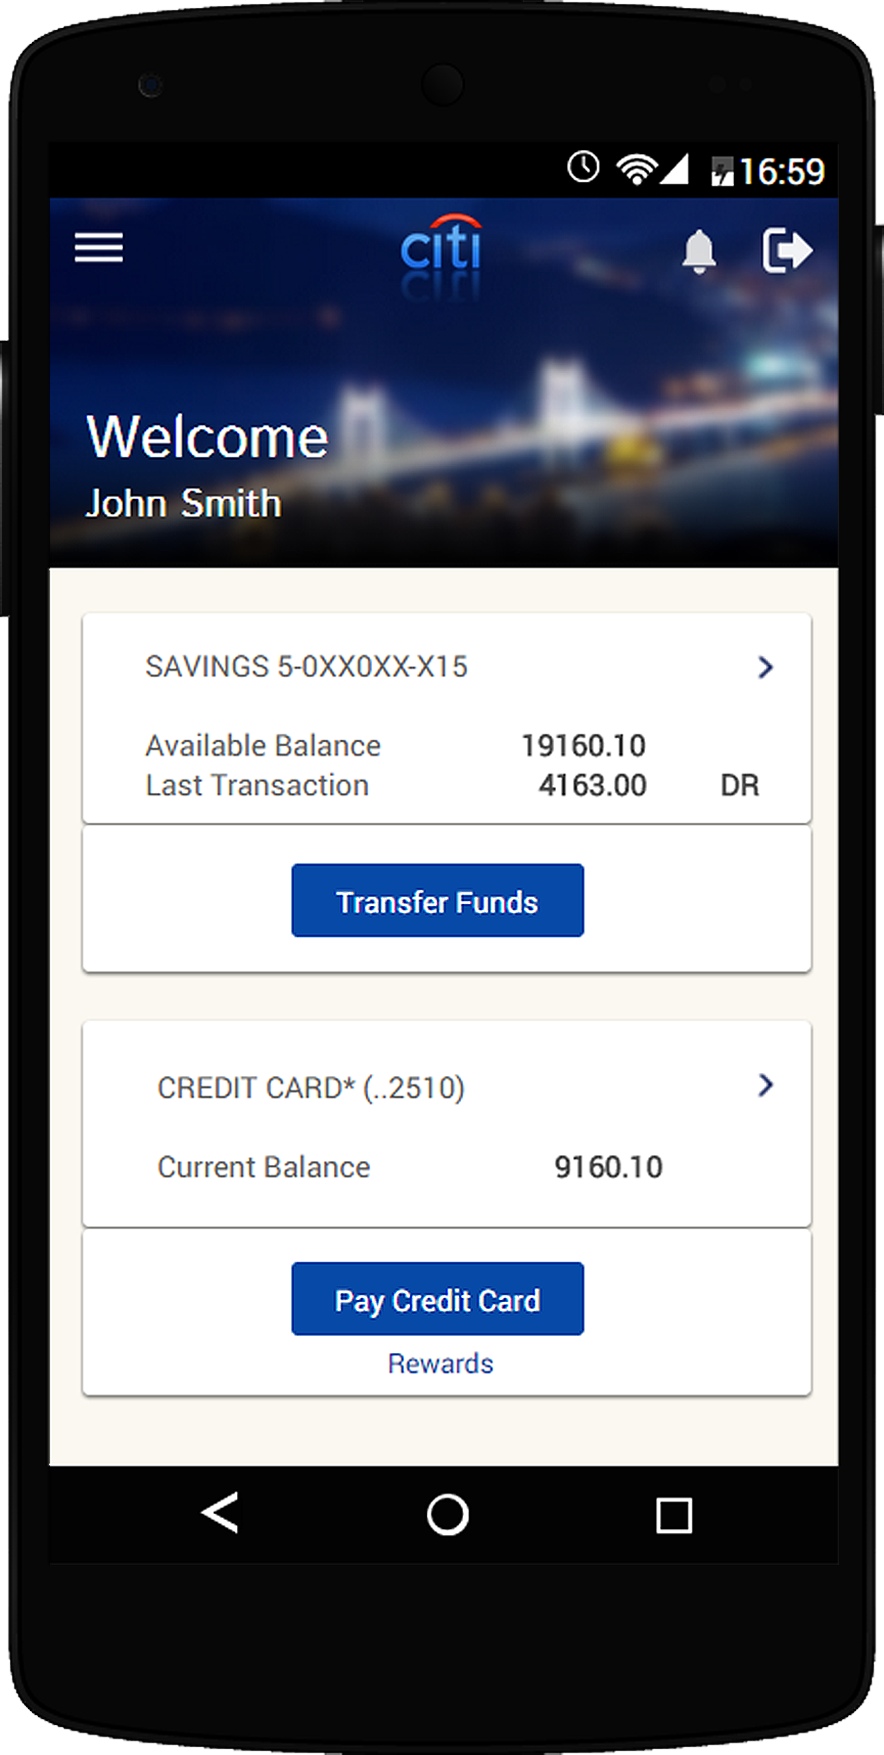 16:59
citi
Welcome
John Smith
SAVINGS 5-0XX0XX-X15
Available Balance 19160.10
Last Transaction 4163.00 DR
Transfer Funds
CREDIT CARD* (..2510)
Current Balance 9160.10
Pay Credit Card
Rewards